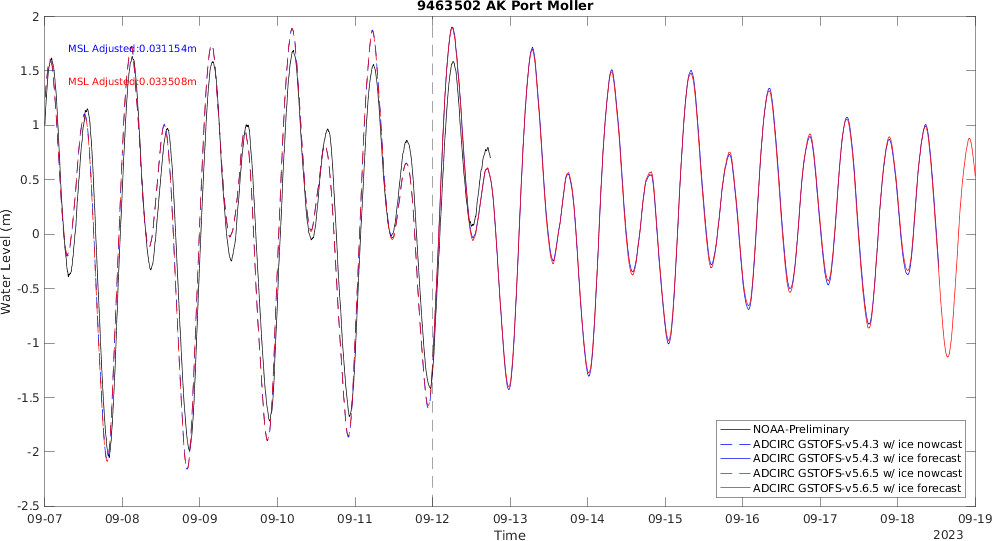 9463502 AK Port Moller
MSL Adjusted:0.031154m
MSL Adjusted:0.033508m
Water Level (m)
2
1.5
1
0.5
0
-0.5
-1
-1.5
-2
-2.5
NOAA-Preliminary
ADCIRC GSTOFS-v5.4.3 w/ ice nowcast
ADCIRC GSTOFS-v5.4.3 w/ ice forecast
ADCIRC GSTOFS-v5.6.5 w/ ice nowcast
ADCIRC GSTOFS-v5.6.5 w/ ice forecast
09-07 09-08 09-09 09-10 09-11 09-12 09-13 09-14 09-15 09-16 09-17 09-18 09-19
Time
2023